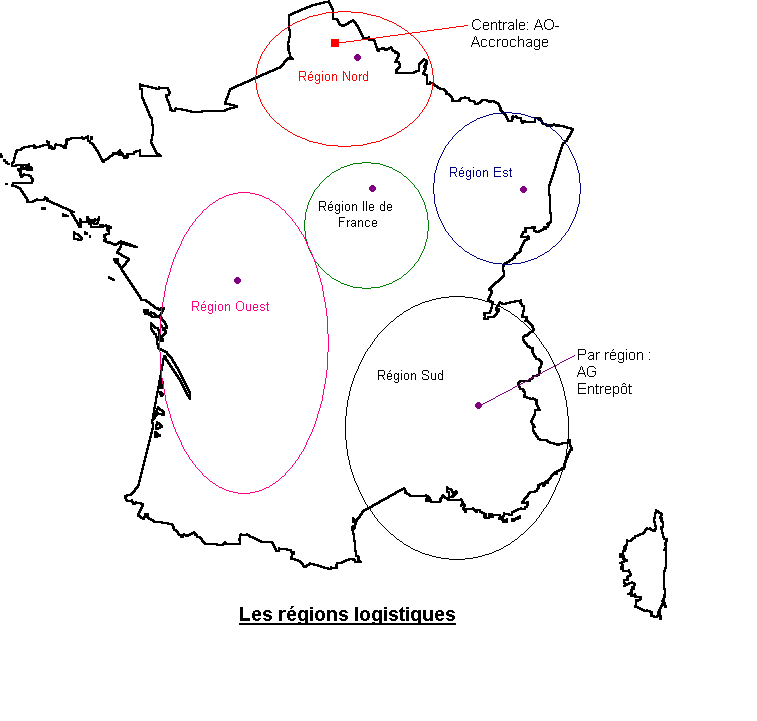 Centrale: AO-
Accrochage
Région Nord
Région Est
Région Ile de
France
Région Ouest
Par région :
AG
Entrepôt
Région Sud
Les régions logistiques